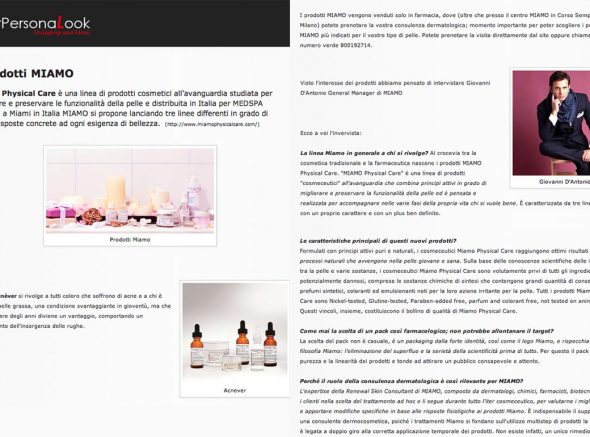 PersonaLook
Shopping and More
dotti MIAMO
Physical Care è una linea di prodotti cosmetici all'avanguardia studiata per
re e preservare le funzionalità della pelle e distribuita in Italia per MEDSPA
a Miami in Italia MIAMO si propone lanciando tre linee differenti in grado di
sposte concrete ad ogni esigenza di bellezza. (http://www.miamophysicalcare.com/)
Prodotti Miamo
cnèver si rivolge a tutti coloro che soffrono di acne e a chi è
pelle grassa, una condizione svantaggiante in gioventù, ma che
are degli anni diviene un vantaggio, comportando un
nto dell'insorgenza delle rughe.
Acnever
I prodotti MIAMO vengono venduti solo in farmacia, dove (oltre che presso il centro MIAMO in Corso Semp
Milano) potete prenotare la vostra consulenza dermatologica; momento importante per poter scegliere i p
MIAMO più indicati per il vostro tipo di pelle. Potete prenotare la visita direttamente dal sito oppure chiama
numero verde 800192714.
Visto l'interesse dei prodotti abbiamo pensato di intervistare Giovanni
D'Antonio General Manager di MIAMO
Ecco a voi l'inervista:
Giovanni D'Antonio
La linea Miamo in generale a chi si rivolge? Al crocevia tra la
cosmetica tradizionale e la farmaceutica nascono i prodotti MIAMO
Physical Care. "MIAMO Physical Care" è una linea di prodotti
"cosmeceutici" all'avanguardia che combina principi attivi in grado di
migliorare e preservare la funzionalità della pelle ed è pensata e
realizzata per accompagnare nelle varie fasi della propria vita chi si vuole bene. È caratterizzata da tre line
con un proprio carattere e con un plus ben definito.
Le caratteristiche principali di questi nuovi prodotti?
Formulati con principi attivi puri e naturali, i cosmeceutici Miamo Physical Care raggiungono ottimi risultati
processi naturali che avvengono nella pelle giovane e sana. Sulla base delle conoscenze scientifiche delle i
tra la pelle e varie sostanze, i cosmeceutici Miamo Physical Care sono volutamente privi di tutti gli ingredie
potenzialmente dannosi, comprese le sostanze chimiche di sintesi che contengono grandi quantità di conse
profumi sintetici, coloranti ed emulsionanti noti per la loro azione irritante per la pelle. Tutti i prodotti Miam
Care sono Nickel-tested, Glutine-tested, Paraben-added free, parfum and colorant free, not tested on anim
Questi vincoli, insieme, costituiscono il bollino di qualità di Miamo Physical Care.
Come mai la scelta di un pack così farmacologico; non potrebbe allontanare il target?
La scelta del pack non è casuale, è un packaging dalla forte identità, così come il logo Miamo, e rispecchia
filosofia Miamo: l'eliminazione del superfluo e la serietà della scientificità prima di tutto. Per questo il pack
purezza e la linearità dei prodotti e tende ad attirare un pubblico consapevole e attento.
Perché il ruolo della consulenza dermatologica è così rilevante per MIAMO?
L'expertise della Renewal Skin Consultant di MIAMO, composto da dermatologi, chimici, farmacisti, biotecn
i clienti nella scelta del trattamento ad hoc e li segue durante tutto l'iter cosmeceutico, per valutarne i migl
e apportare modifiche specifiche in base alle risposte fisiologiche ai prodotti Miamo. È indispensabile il supp
una consulente dermocosmetica, poiché i trattamenti Miamo si fondano sull'utilizzo multistep di prodotti la
è legata a doppio giro alla corretta applicazione temporale dei prodotti. Non esiste infatti, un unico rimedio